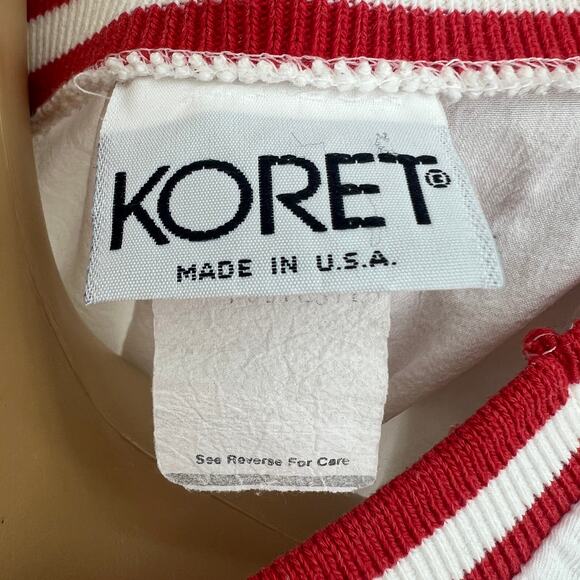 KORET®
MADE IN U.S.A.
See Reverse For Care